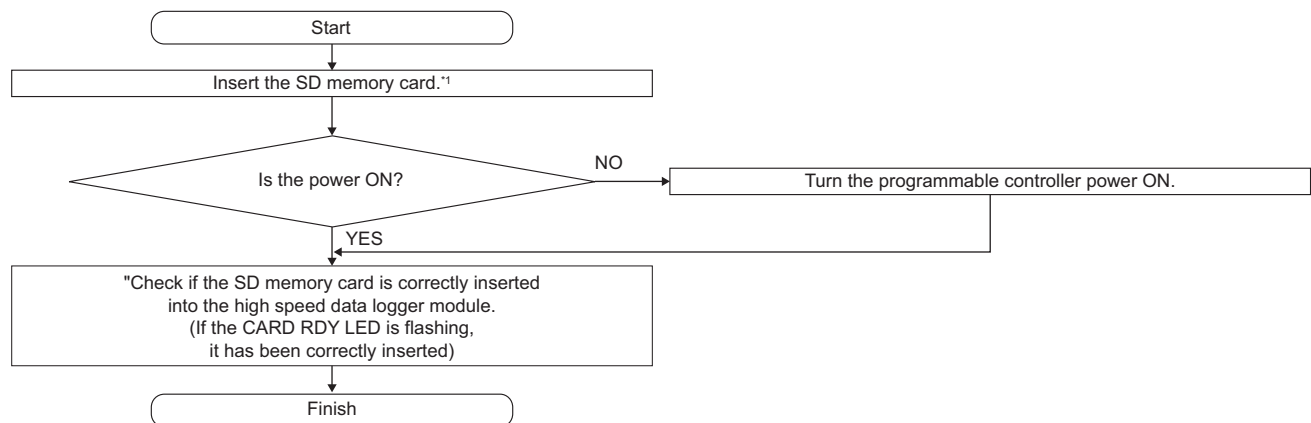 Start
Insert the SD memory card.*1
Is the power ON?
NO
Turn the programmable controller power ON.
YES
"Check if the SD memory card is correctly inserted
into the high speed data logger module.
(If the CARD RDY LED is flashing,
it has been correctly inserted)
Finish